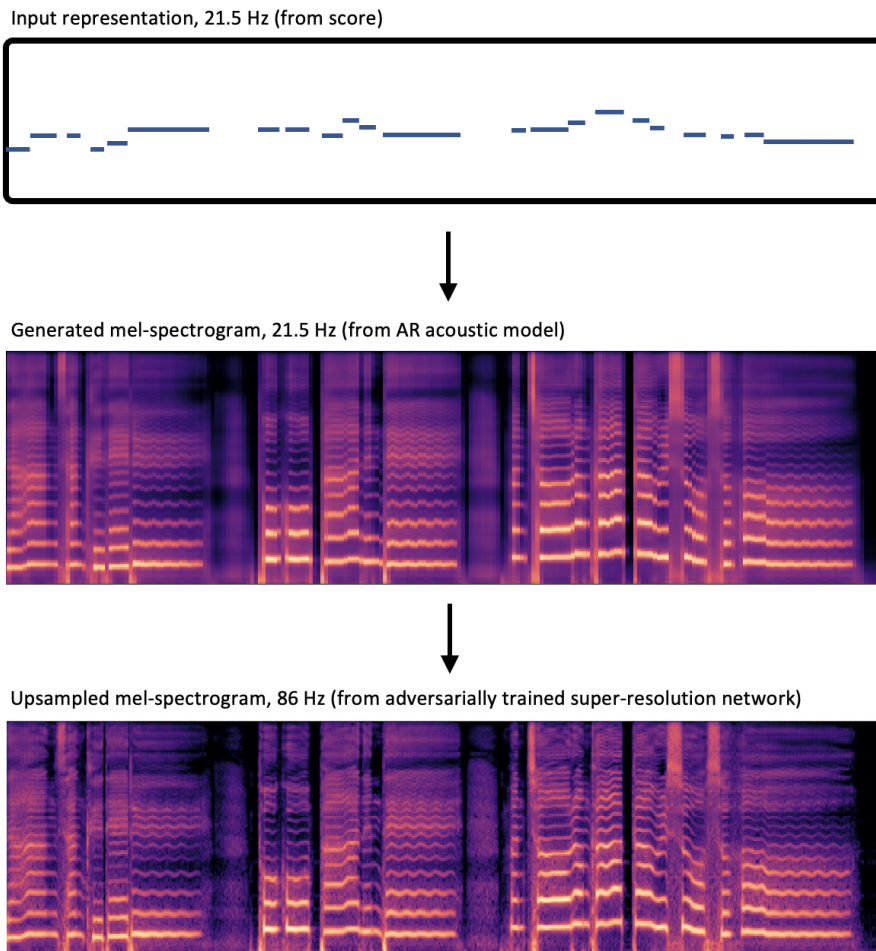 Input representation, 21.5 Hz (from score)
Generated mel-spectrogram, 21.5 Hz (from AR acoustic model)
Upsampled mel-spectrogram, 86 Hz (from adversarially trained super-resolution network)